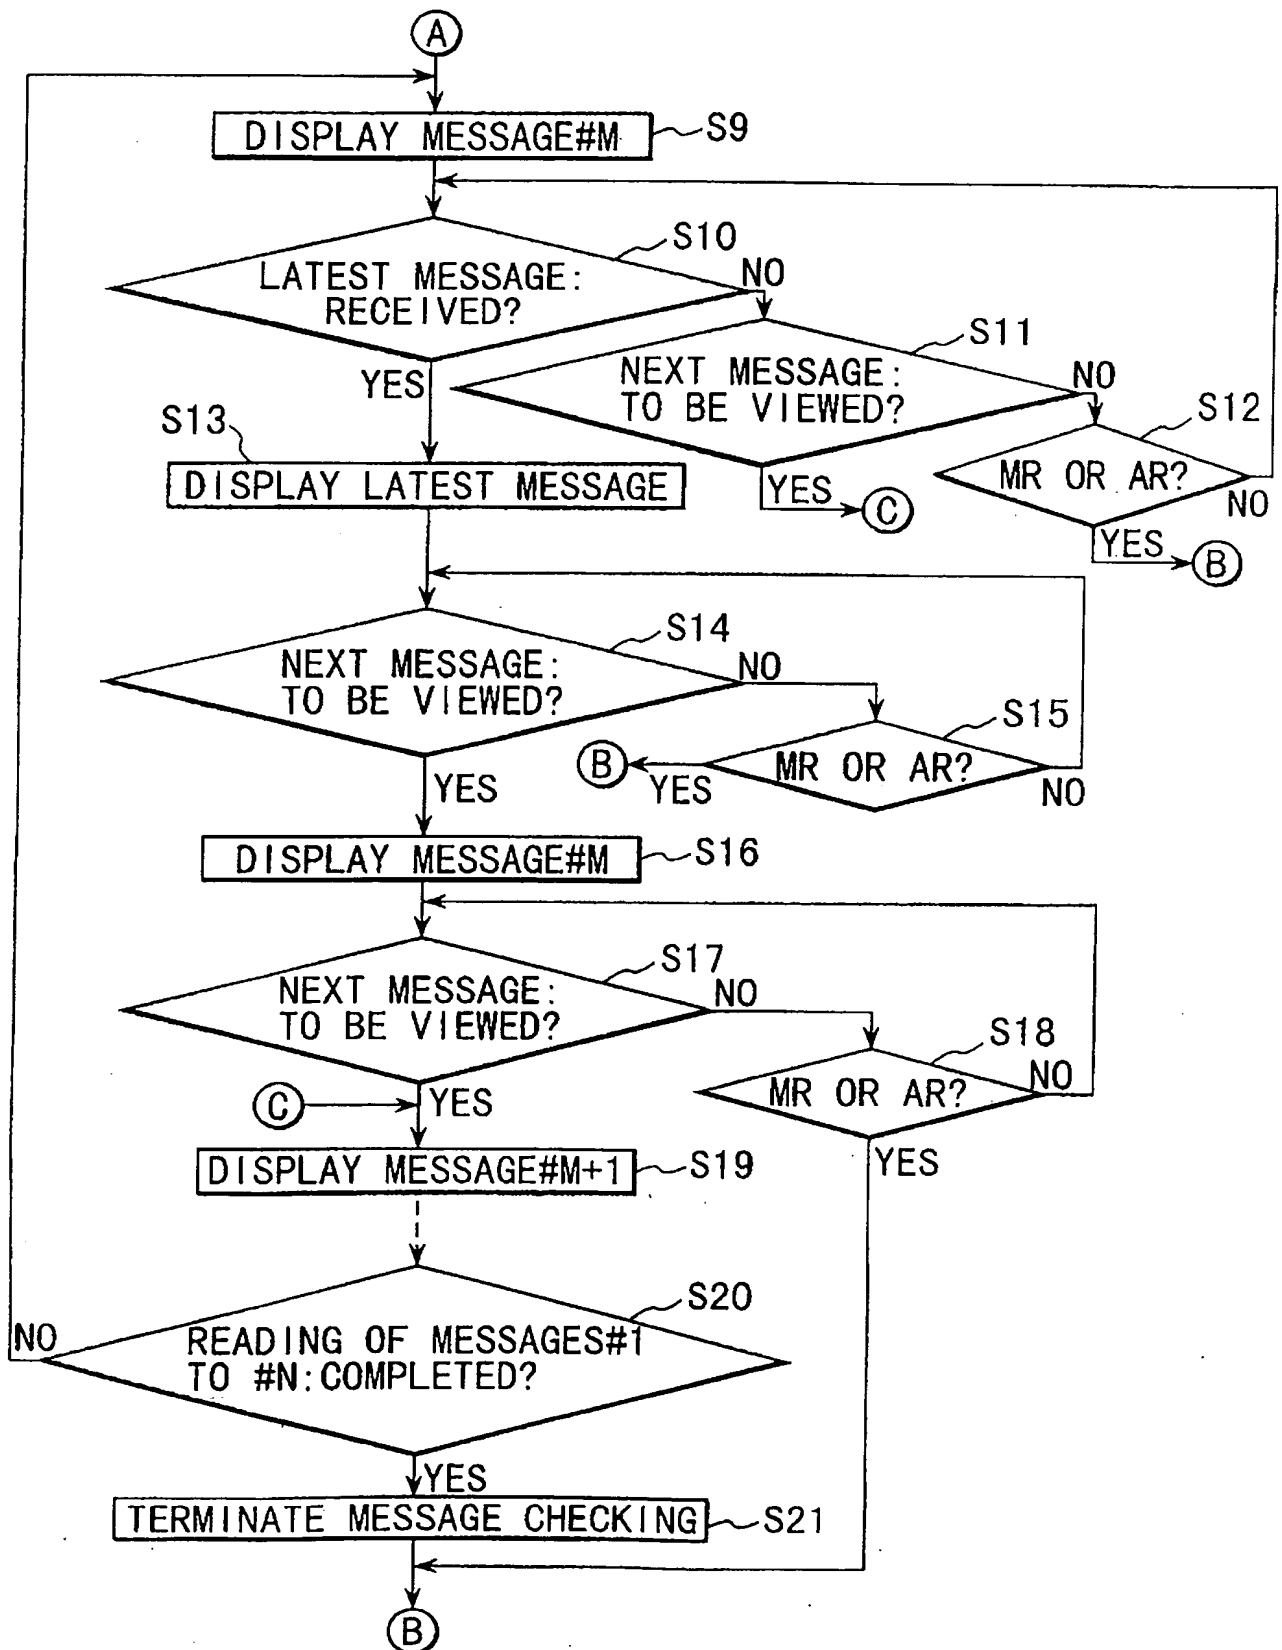 A
DISPLAY MESSAGE#M
S9
S10
LATEST MESSAGE:
RECEIVED?
NO
YES
S11
NEXT MESSAGE:
TO BE VIEWED?
NO
YES
C
S12
MR OR AR?
NO
YES
B
S13
DISPLAY LATEST MESSAGE
S14
NEXT MESSAGE:
TO BE VIEWED?
NO
YES
S15
MR OR AR?
NO
YES
B
DISPLAY MESSAGE#M
S16
S17
NEXT MESSAGE:
TO BE VIEWED?
NO
YES
S18
MR OR AR?
NO
YES
C
DISPLAY MESSAGE#M+1
S19
S20
READING OF MESSAGES#1
TO #N:COMPLETED?
NO
YES
TERMINATE MESSAGE CHECKING
S21
B